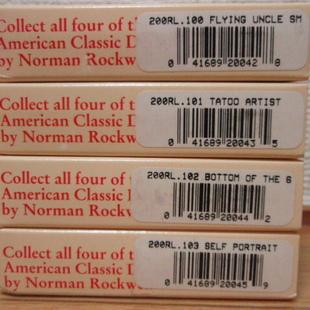 Collect all four of th
American Classic D
by Norman Rockw
200RL.100 FLYING UNCLE SM
0 41689 20042 8
Collect all four of t
American Classic D
by Norman Rockw
200RL.101 TATOO ARTIST
0 41689 20043 5
Collect all four of t
American Classic D
by Norman Rockw
200RL.102 BOTTOM OF THE 6
0 41689 20044 2
Collect all four of t
American Classic D
by Norman Rockw
200RL.103 SELF PORTRAIT
0 41689 20045 9